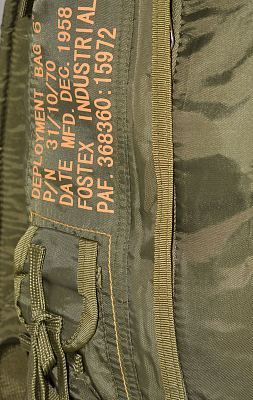 DEPLOYMENT BAG 6
P/N 31/10/70
DATE MFD. DEC. 1958
FOSTEX INDUSTRIAL
PAF. 368360:15972